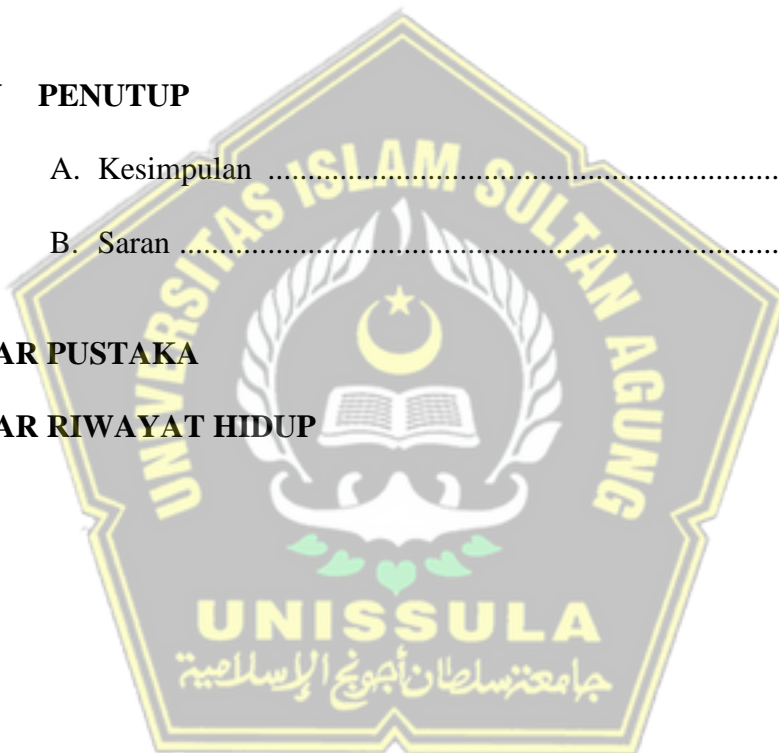 PENUTUP
A. Kesimpulan ....................................................................
B. Saran ...............................................................................
AR PUSTAKA
AR RIWAYAT HIDUP
UNIVERSITAS ISLAM SULTAN AGUNG
UNISSULA
جامعة سلطان أجونج الإسلامية